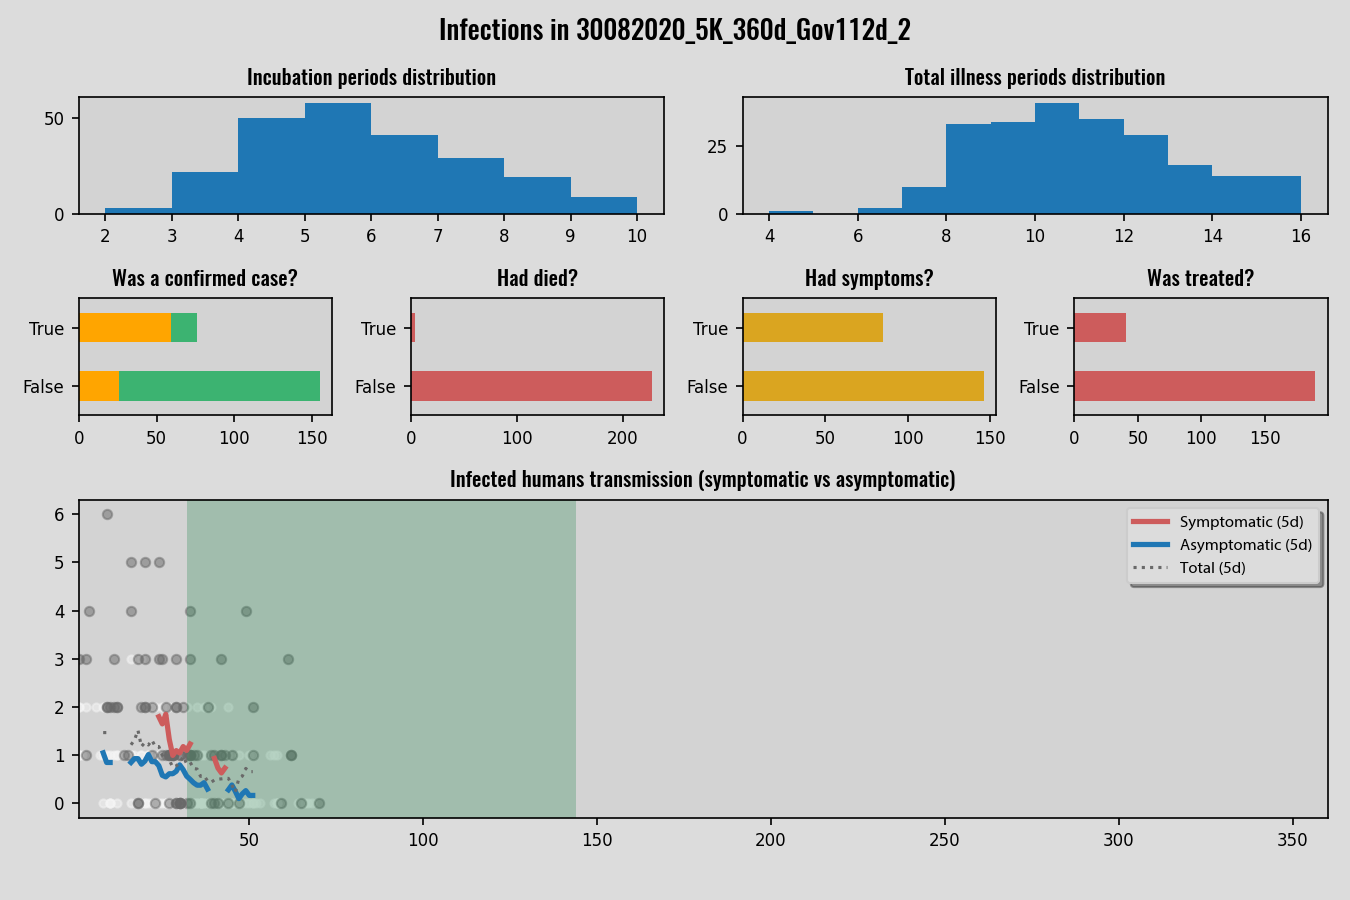 Infections in 30082020_5K_360d_Gov112d_2
Incubation periods distribution
Total illness periods distribution
50
0
2 3 4 5 6 7 8 9 10
25
0
4 6 8 10 12 14 16
Was a confirmed case?
Had died?
Had symptoms?
Was treated?
True
False
0 50 100 150
True
False
0 100 200
True
False
0 50 100 150
True
False
0 50 100 150
Infected humans transmission (symptomatic vs asymptomatic)
6
5
4
3
2
1
0
Symptomatic (5d)
Asymptomatic (5d)
Total (5d)
50 100 150 200 250 300 350